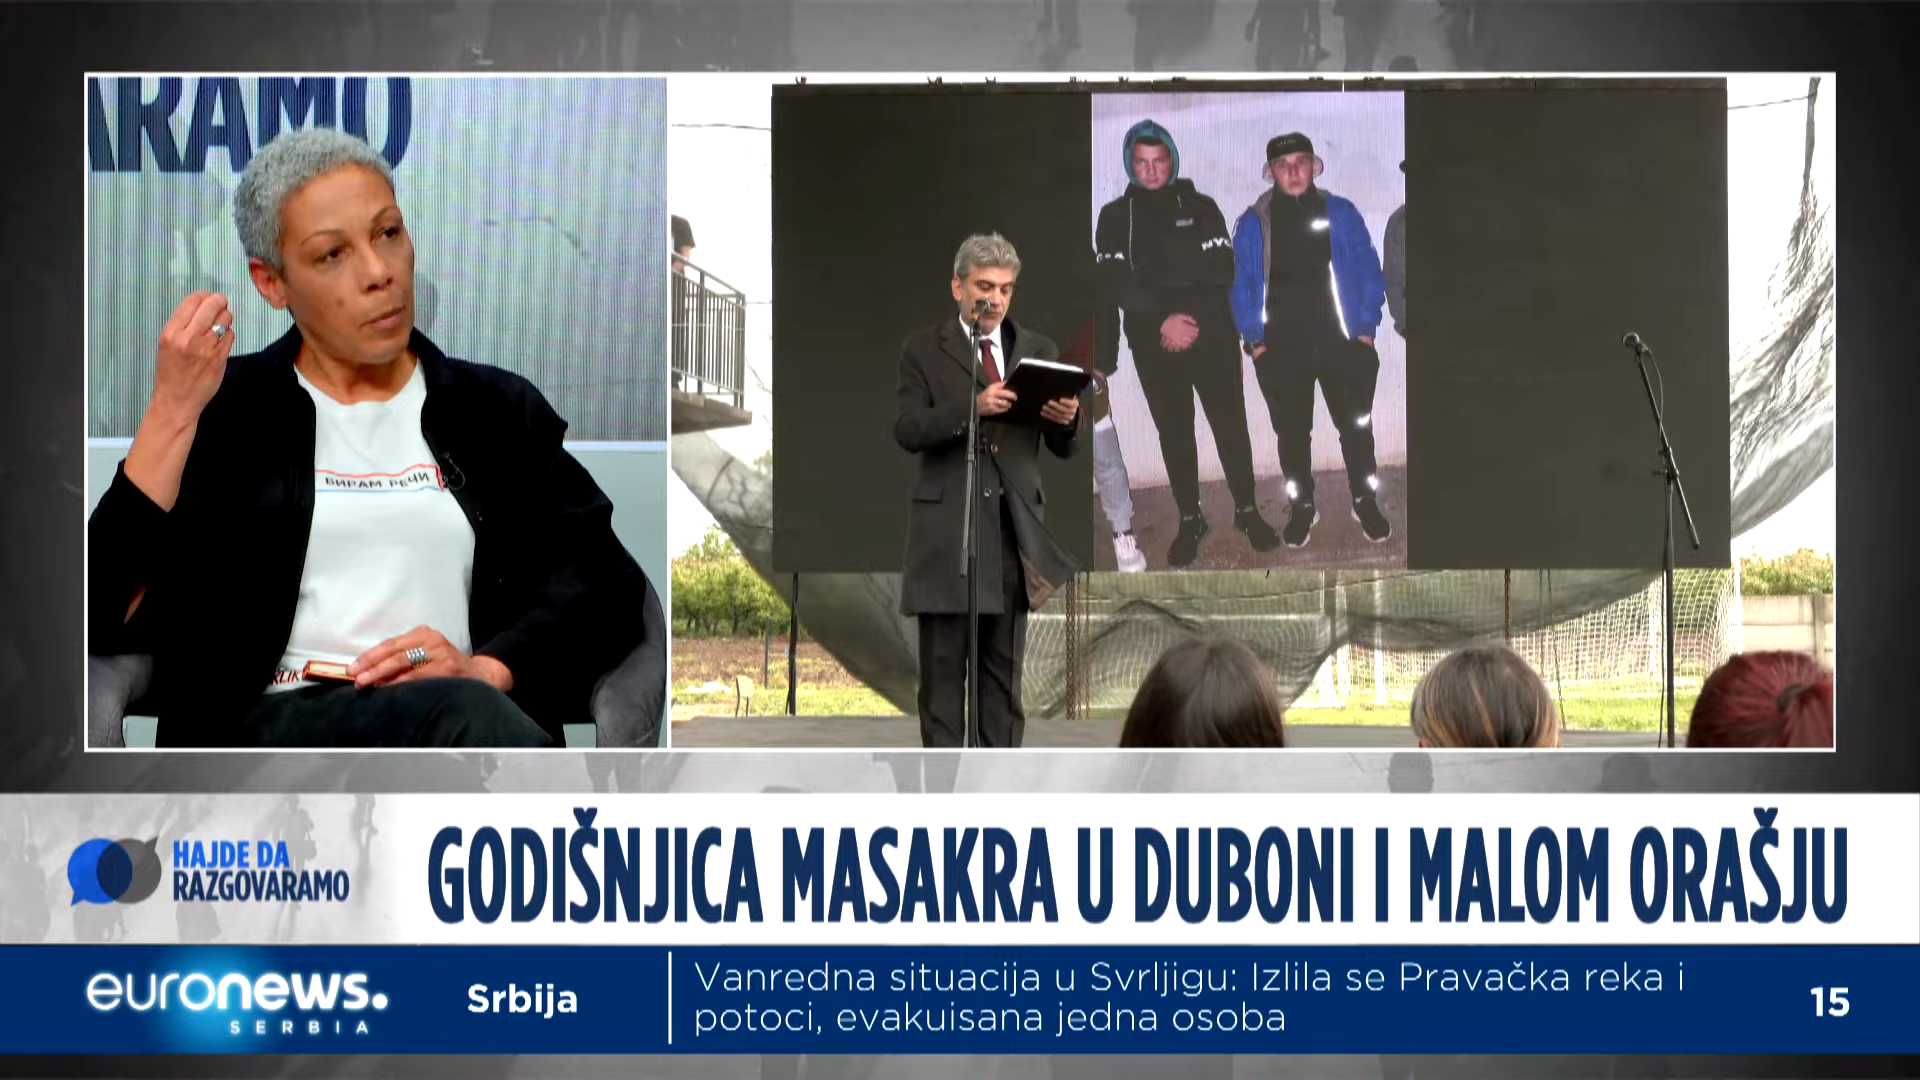 ARAMO
БИРАМ РЕЧИ
NYC
HAJDE DA
RAZGOVARAMO
GODIŠNJICA MASAKRA U DUBONI I MALOM ORAŠJU
euronews.
SERBIA
Srbija
Vanredna situacija u Svrljigu: Izlila se Pravačka reka i
potoci, evakuisana jedna osoba
15